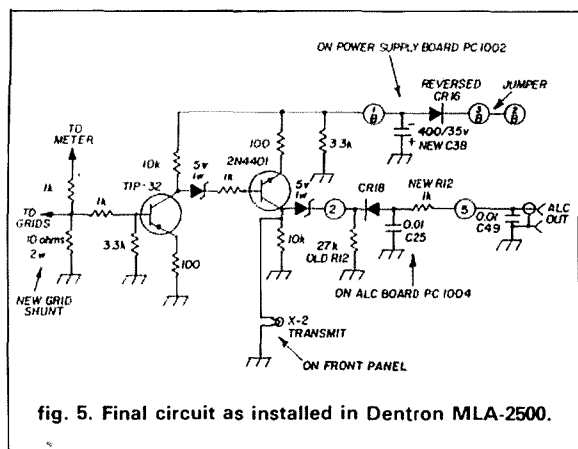 ON POWER SUPPLY BOARD PC1002
REVERSED
CR16
JUMPER
1
B
3
B
2
B
400/35v
NEW C38
TO
METER
1k
10k
5v
1w
1k
2N4401
100
3.3k
5v
1w
2
CR18
NEW R12
1k
5
0.01
C49
ALC
OUT
TO
GRIDS
1k
TIP-32
10 ohms
2w
3.3k
100
NEW GRID
SHUNT
10k
27k
OLD R12
0.01
C25
ON ALC BOARD PC 1004
X-2
TRANSMIT
ON FRONT PANEL
fig. 5. Final circuit as installed in Dentron MLA-2500.